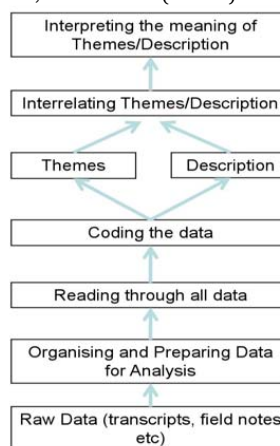 Interpreting the meaning of
Themes/Description
Interrelating Themes/Description
Themes
Description
Coding the data
Reading through all data
Organising and Preparing Data
for Analysis
Raw Data (transcripts, field notes
etc)